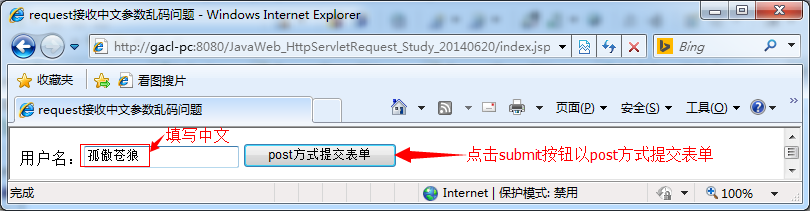 request接收中文参数乱码问题 - Windows Internet Explorer
http://gacl-pc:8080/JavaWeb_HttpServletRequest_Study_20140620/index.jsp
Bing
收藏夹 看图搜片
request接收中文参数乱码问题
页面(P) 安全(S) 工具(O)
填写中文
用户名： 孤傲苍狼 post方式提交表单 点击submit按钮以post方式提交表单
完成 Internet | 保护模式: 禁用 100%